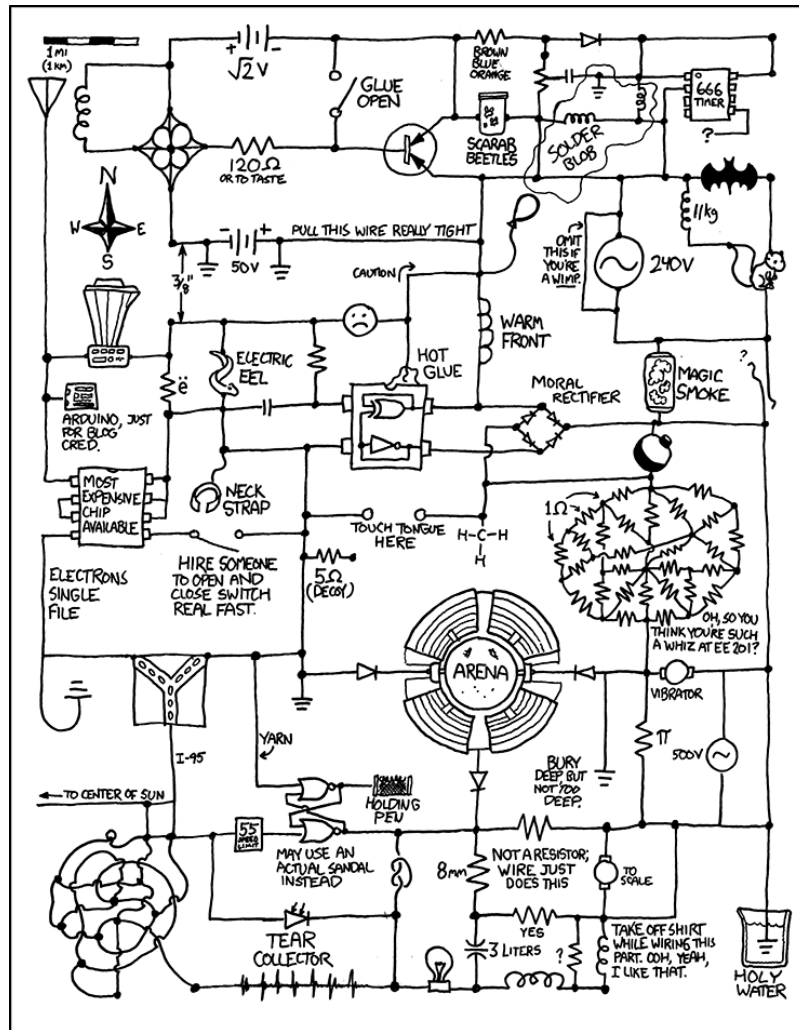 1 MI
(1 KM)
+ -
√2 V
GLUE
OPEN
BROWN
BLUE
ORANGE
666
TIMER
?
120Ω
OR TO TASTE
SCARAB
BEETLES
SOLDER
BLOB
N
W E
S
- +
50V
PULL THIS WIRE REALLY TIGHT
11kg
3/8"
CAUTION
OMIT
THIS IF
YOU'RE
A WIMP.
240V
ELECTRIC
EEL
HOT
GLUE
WARM
FRONT
ë
MORAL
RECTIFIER
MAGIC
SMOKE
?
ARDUINO, JUST
FOR BLOG
CRED.
MOST
EXPENSIVE
CHIP
AVAILABLE
NECK
STRAP
TOUCH TONGUE
HERE
H-C-H
H
1Ω
ELECTRONS
SINGLE
FILE
HIRE SOMEONE
TO OPEN AND
CLOSE SWITCH
REAL FAST.
5Ω
(DECOY)
OH, SO YOU
THINK YOU'RE SUCH
A WHIZ AT EE 201?
ARENA
VIBRATOR
I-95
YARN
BURY
DEEP, BUT
NOT TOO
DEEP.
π
500V
TO CENTER OF SUN
HOLDING
PEN
55
SPEED
LIMIT
MAY USE AN
ACTUAL SANDAL
INSTEAD
NOT A RESISTOR;
WIRE JUST
DOES THIS
8mm
TO
SCALE
YES
TEAR
COLLECTOR
3 LITERS
?
TAKE OFF SHIRT
WHILE WIRING THIS
PART. OOH, YEAH,
I LIKE THAT.
HOLY
WATER